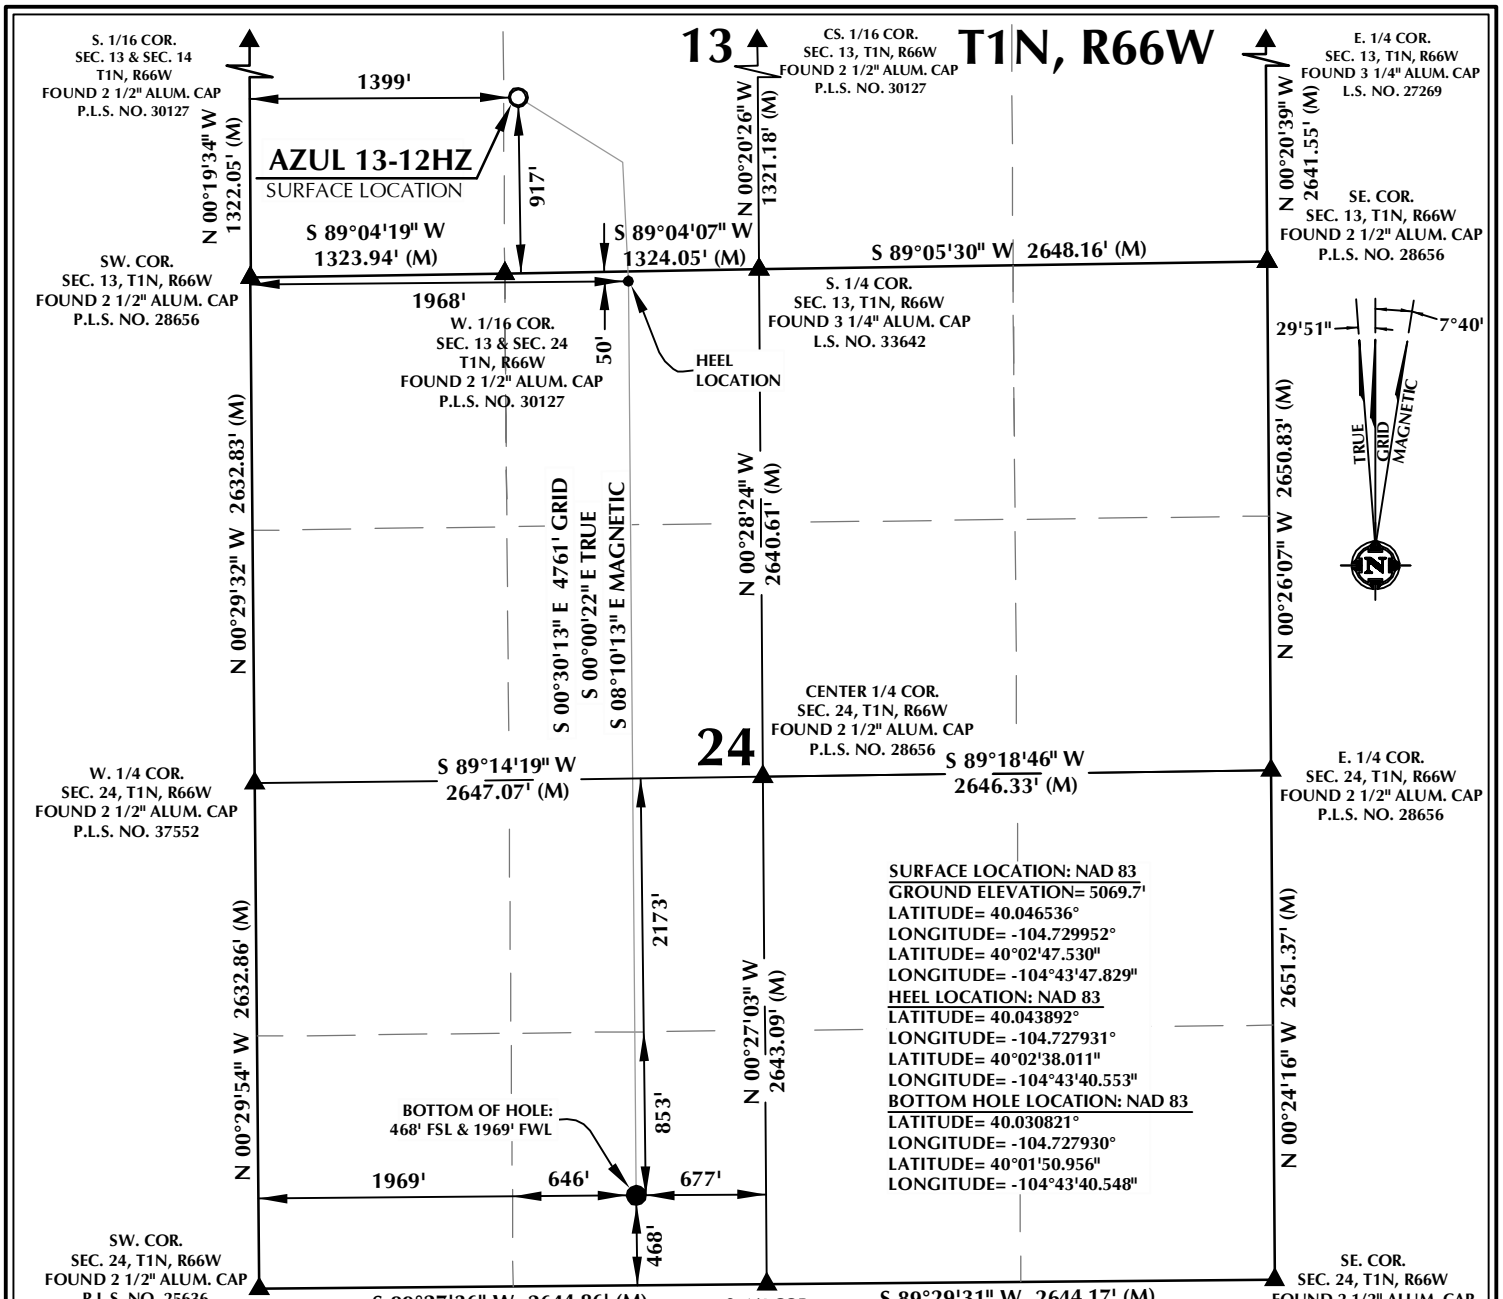 S. 1/16 COR.
SEC. 13 & SEC. 14
T1N, R66W
FOUND 2 1/2" ALUM. CAP
P.L.S. NO. 30127
13
CS. 1/16 COR.
SEC. 13, T1N, R66W
FOUND 2 1/2" ALUM. CAP
P.L.S. NO. 30127
T1N, R66W
E. 1/4 COR.
SEC. 13, T1N, R66W
FOUND 3 1/4" ALUM. CAP
L.S. NO. 27269
1399'
AZUL 13-12HZ
SURFACE LOCATION
917'
N 00°19'34" W
1322.05' (M)
N 00°20'26" W
1321.18' (M)
N 00°20'39" W
2641.55' (M)
SE. COR.
SEC. 13, T1N, R66W
FOUND 2 1/2" ALUM. CAP
P.L.S. NO. 28656
S 89°04'19" W
1323.94' (M)
S 89°04'07" W
1324.05' (M)
S 89°05'30" W 2648.16' (M)
SW. COR.
SEC. 13, T1N, R66W
FOUND 2 1/2" ALUM. CAP
P.L.S. NO. 28656
1968'
W. 1/16 COR.
SEC. 13 & SEC. 24
T1N, R66W
FOUND 2 1/2" ALUM. CAP
P.L.S. NO. 30127
50'
HEEL
LOCATION
S. 1/4 COR.
SEC. 13, T1N, R66W
FOUND 3 1/4" ALUM. CAP
L.S. NO. 33642
29'51"
7°40'
TRUE
GRID
MAGNETIC
N
N 00°29'32" W 2632.83' (M)
S 00°30'13" E 4761' GRID
S 00°00'22" E TRUE
S 08°10'13" E MAGNETIC
N 00°28'24" W
2640.61' (M)
N 00°26'07" W 2650.83' (M)
24
CENTER 1/4 COR.
SEC. 24, T1N, R66W
FOUND 2 1/2" ALUM. CAP
P.L.S. NO. 28656
S 89°14'19" W
2647.07' (M)
S 89°18'46" W
2646.33' (M)
W. 1/4 COR.
SEC. 24, T1N, R66W
FOUND 2 1/2" ALUM. CAP
P.L.S. NO. 37552
E. 1/4 COR.
SEC. 24, T1N, R66W
FOUND 2 1/2" ALUM. CAP
P.L.S. NO. 28656
2173'
SURFACE LOCATION: NAD 83
GROUND ELEVATION= 5069.7'
LATITUDE= 40.046536°
LONGITUDE= -104.729952°
LATITUDE= 40°02'47.530"
LONGITUDE= -104°43'47.829"
HEEL LOCATION: NAD 83
LATITUDE= 40.043892°
LONGITUDE= -104.727931°
LATITUDE= 40°02'38.011"
LONGITUDE= -104°43'40.553"
BOTTOM HOLE LOCATION: NAD 83
LATITUDE= 40.030821°
LONGITUDE= -104.727930°
LATITUDE= 40°01'50.956"
LONGITUDE= -104°43'40.548"
N 00°29'54" W 2632.86' (M)
N 00°27'03" W
2643.09' (M)
N 00°24'16" W 2651.37' (M)
BOTTOM OF HOLE:
468' FSL & 1969' FWL
853'
1969'
646'
677'
468'
SW. COR.
SEC. 24, T1N, R66W
FOUND 2 1/2" ALUM. CAP
P.L.S. NO. 25636
S 89°27'36" W 2644.86' (M)
S 89°29'31" W 2644.17' (M)
SE. COR.
SEC. 24, T1N, R66W
FOUND 2 1/2" ALUM. CAP